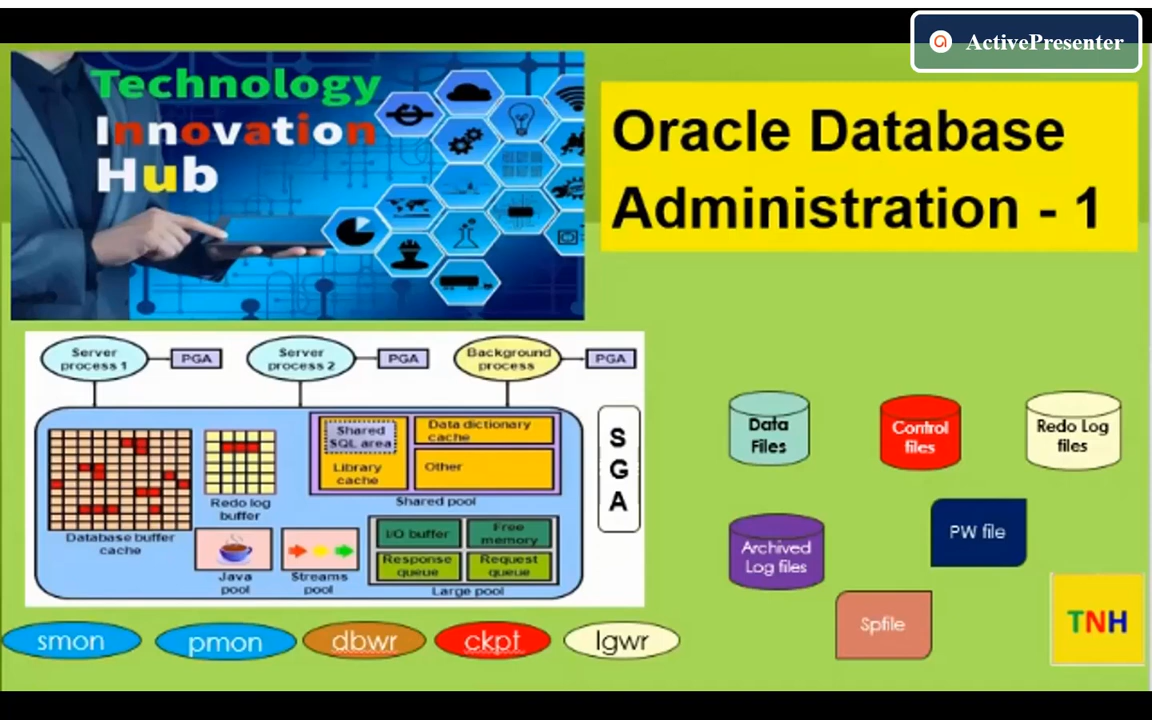 ActivePresenter
Technology
Innovation
Hub
Oracle Database
Administration - 1
Server
process 1
PGA
Server
process 2
PGA
Background
process
PGA
Shared
SQL area
Library
cache
Data dictionary
cache
Other
Shared pool
Redo log
buffer
Database buffer
cache
Java
pool
Streams
pool
I/O buffer
Free
memory
Response
queue
Request
queue
Large pool
S
G
A
Data
Files
Control
files
Redo Log
files
Archived
Log files
PW file
Spfile
TNH
smon
pmon
dbwr
ckpt
lgwr